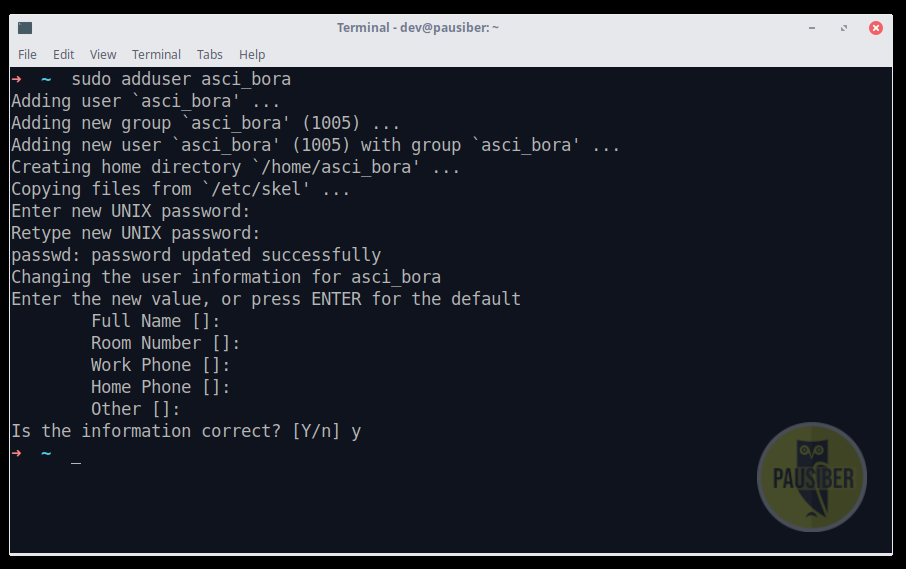 Terminal - dev@pausiber: ~
File Edit View Terminal Tabs Help
➜ ~ sudo adduser asci_bora
Adding user `asci_bora' ...
Adding new group `asci_bora' (1005) ...
Adding new user `asci_bora' (1005) with group `asci_bora' ...
Creating home directory `/home/asci_bora' ...
Copying files from `/etc/skel' ...
Enter new UNIX password:
Retype new UNIX password:
passwd: password updated successfully
Changing the user information for asci_bora
Enter the new value, or press ENTER for the default
Full Name []:
Room Number []:
Work Phone []:
Home Phone []:
Other []:
Is the information correct? [Y/n] y
➜ ~ _
PAUSIBER